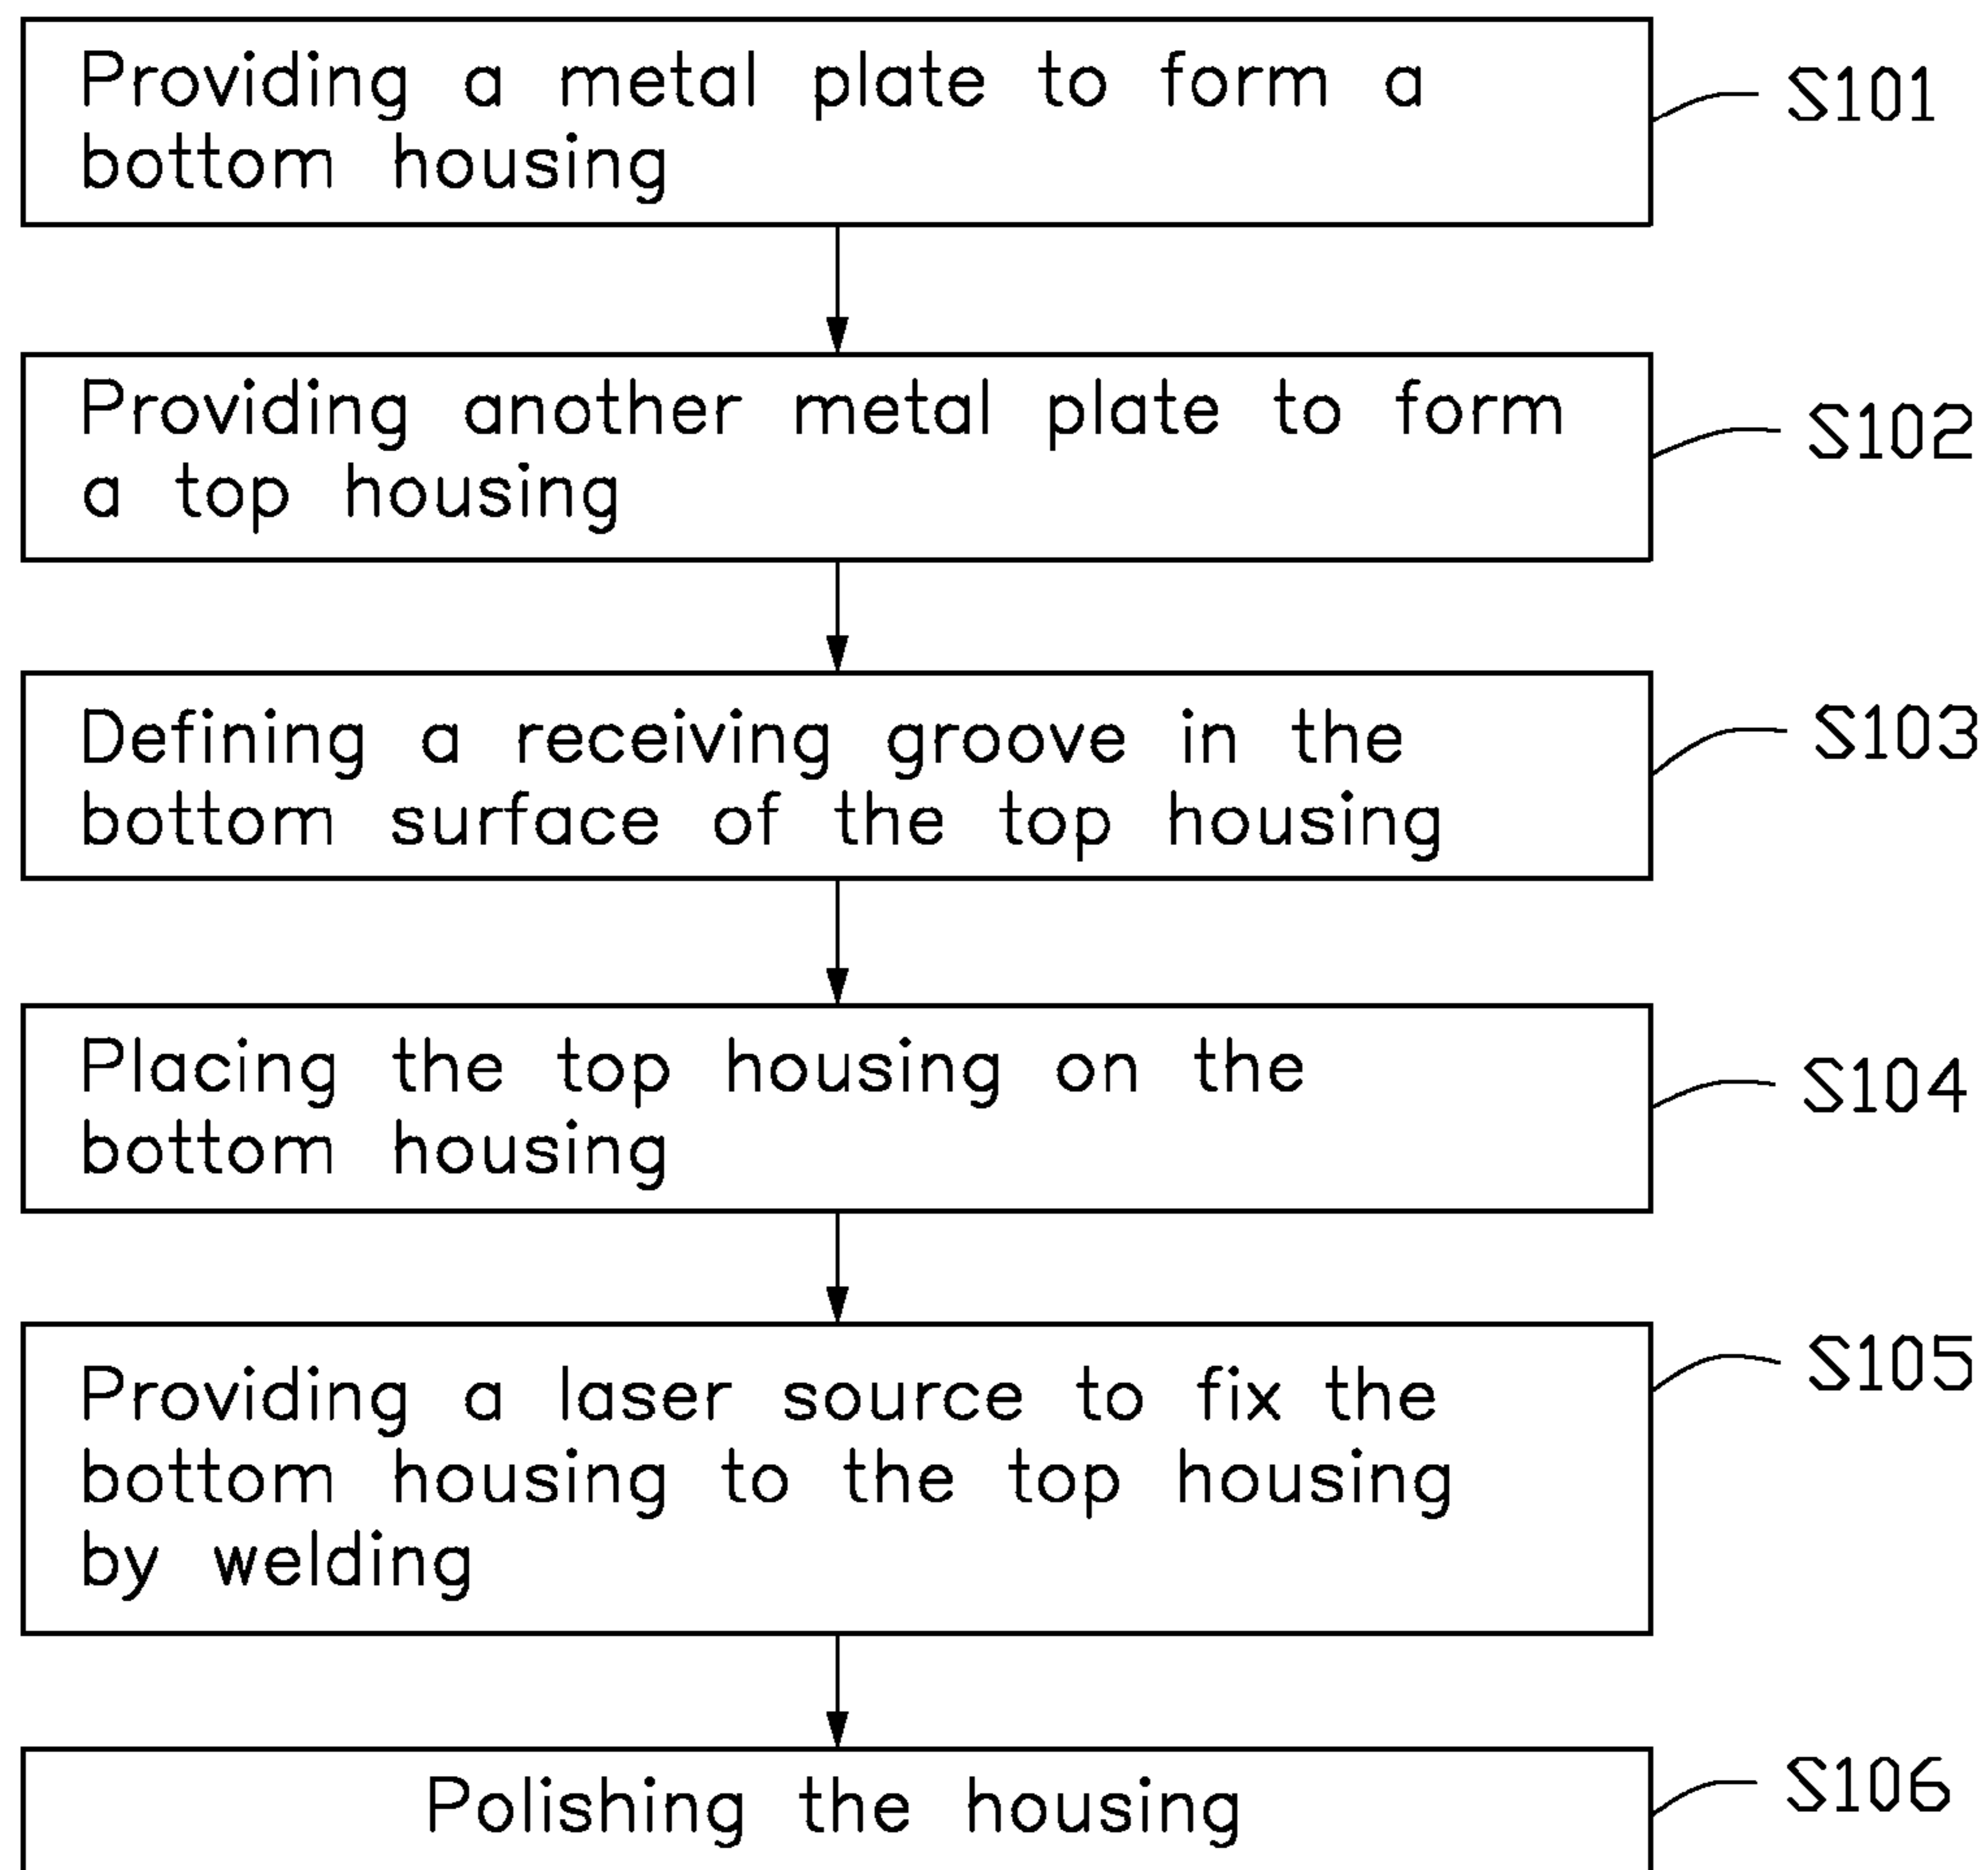 Providing a metal plate to form a
bottom housing
S101
Providing another metal plate to form
a top housing
S102
Defining a receiving groove in the
bottom surface of the top housing
S103
Placing the top housing on the
bottom housing
S104
Providing a laser source to fix the
bottom housing to the top housing
by welding
S105
Polishing the housing
S106